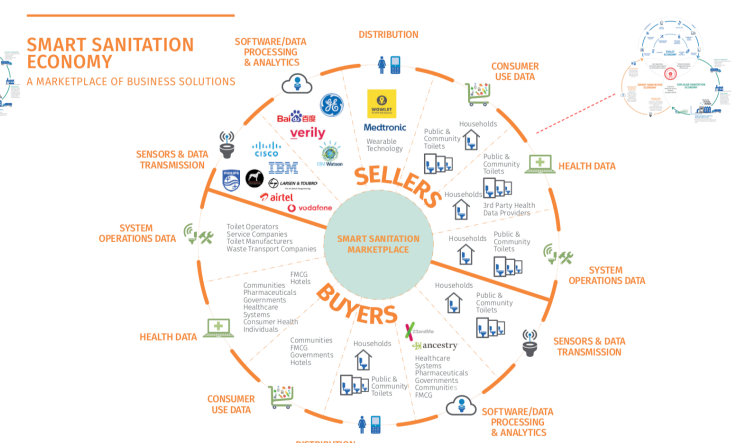 SMART SANITATION
ECONOMY
A MARKETPLACE OF BUSINESS SOLUTIONS
SOFTWARE/DATA
PROCESSING
& ANALYTICS
DISTRIBUTION
CONSUMER
USE DATA
SENSORS & DATA
TRANSMISSION
HEALTH DATA
SYSTEM
OPERATIONS DATA
SYSTEM
OPERATIONS DATA
HEALTH DATA
SENSORS & DATA
TRANSMISSION
CONSUMER
USE DATA
SOFTWARE/DATA
PROCESSING
& ANALYTICS
SELLERS
SMART SANITATION
MARKETPLACE
BUYERS
Bai百度
verily
CISCO
IBM
Watson
PHILIPS
LARSEN & TOUBRO
airtel
vodafone
MOWLET
Medtronic
Wearable
Technology
Households
Public &
Community
Toilets
Public &
Community
Toilets
Households
3rd Party Health
Data Providers
Households
Public &
Community
Toilets
Households
Public &
Community
Toilets
Toilet Operators
Service Companies
Toilet Manufacturers
Waste Transport Companies
FMCG
Hotels
Communities
Pharmaceuticals
Governments
Healthcare
Systems
Consumer Health
Individuals
Communities
FMCG
Governments
Hotels
Households
Public &
Community
Toilets
ancestry
Healthcare
Systems
Pharmaceuticals
Governments
Communities
FMCG